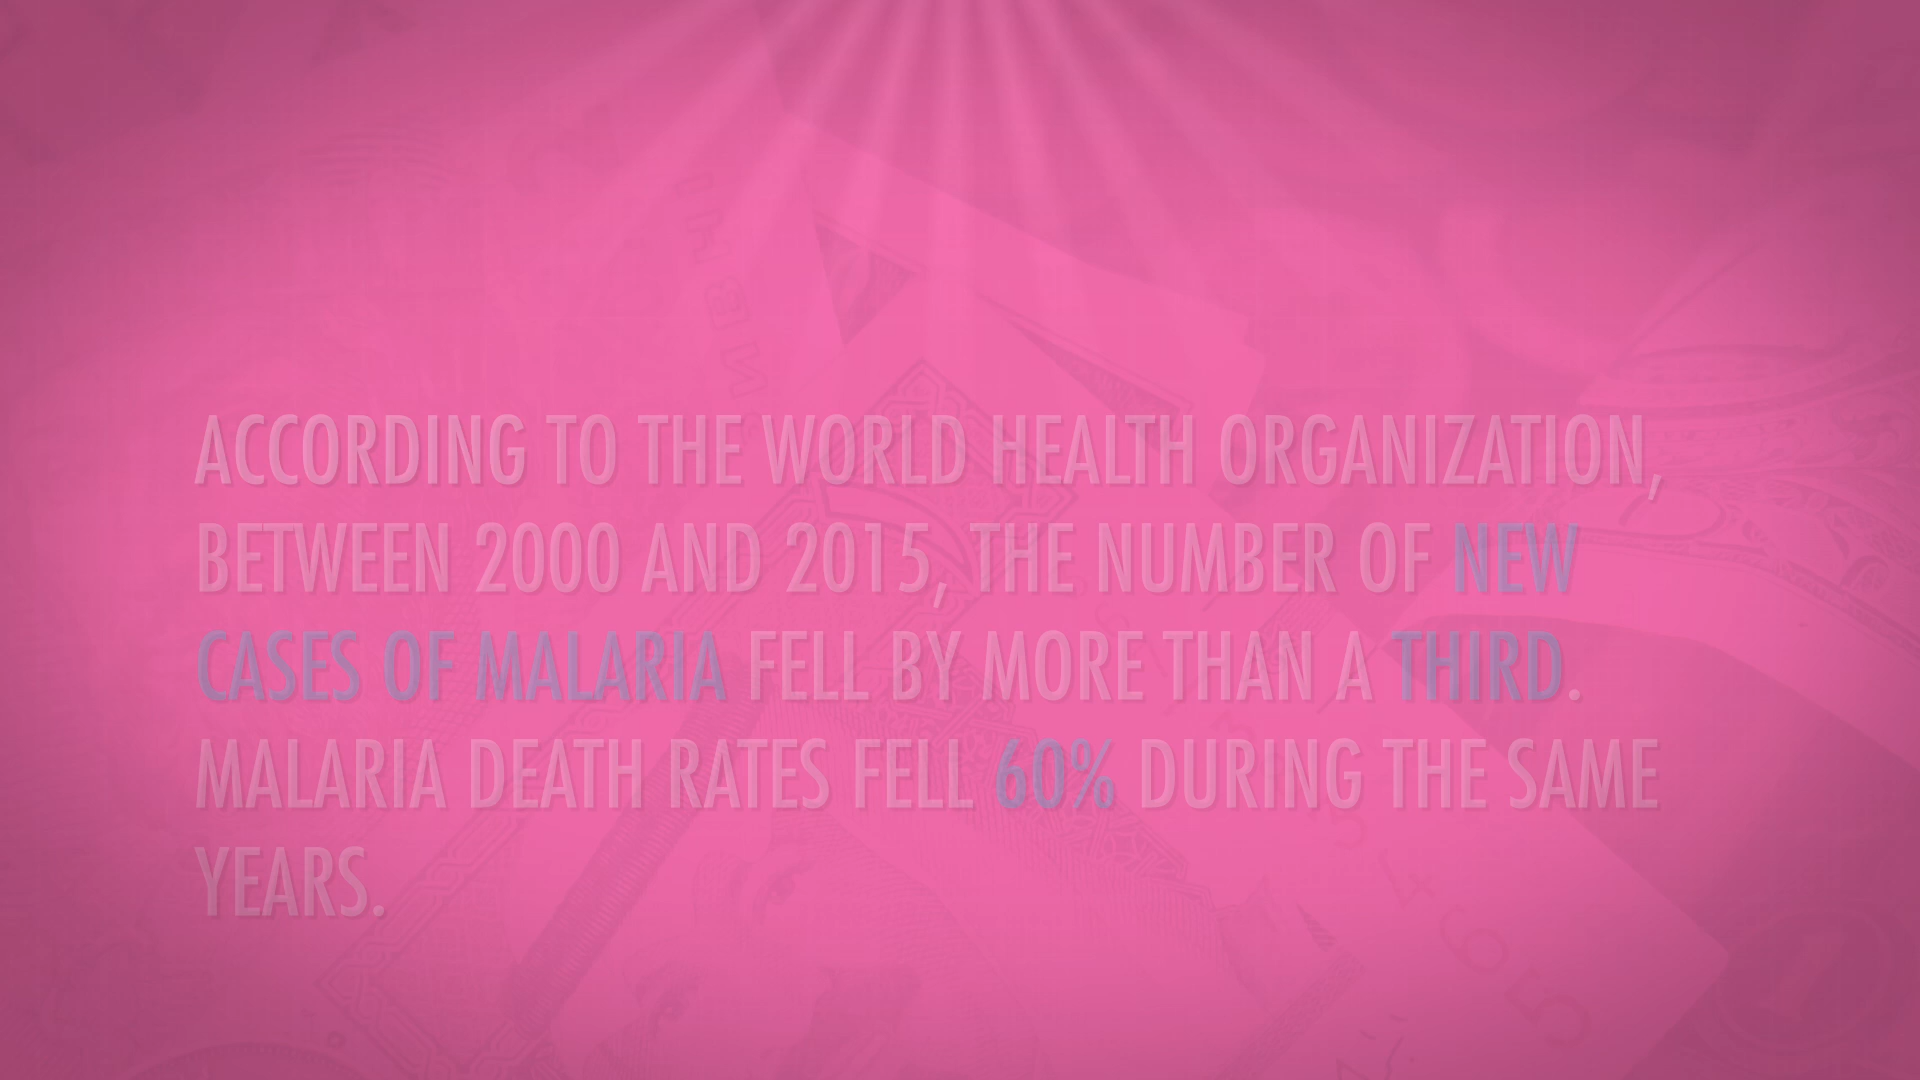 ACCORDING TO THE WORLD HEALTH ORGANIZATION,
BETWEEN 2000 AND 2015, THE NUMBER OF NEW
CASES OF MALARIA FELL BY MORE THAN A THIRD.
MALARIA DEATH RATES FELL 60% DURING THE SAME
YEARS.